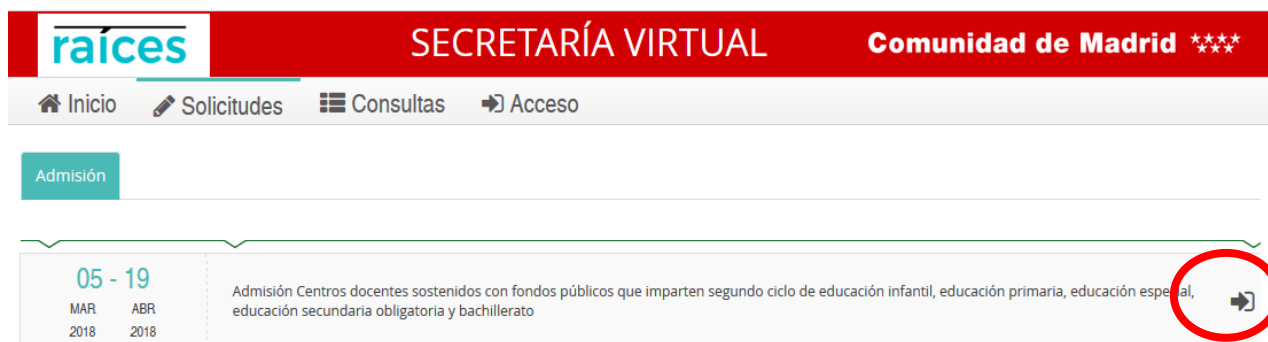 raíces SECRETARÍA VIRTUAL Comunidad de Madrid
Inicio Solicitudes Consultas Acceso
Admisión
05 - 19
MAR ABR
2018 2018
Admisión Centros docentes sostenidos con fondos públicos que imparten segundo ciclo de educación infantil, educación primaria, educación especial,
educación secundaria obligatoria y bachillerato